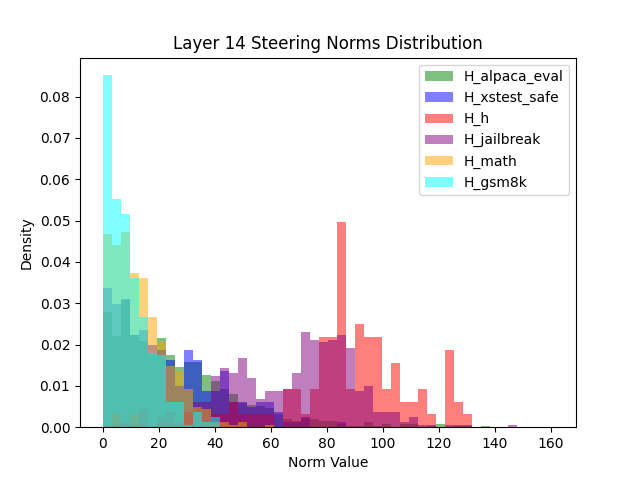 Layer 14 Steering Norms Distribution
H_alpaca_eval
H_xstest_safe
H_h
H_jailbreak
H_math
H_gsm8k
Density
0.08
0.07
0.06
0.05
0.04
0.03
0.02
0.01
0.00
0 20 40 60 80 100 120 140 160
Norm Value